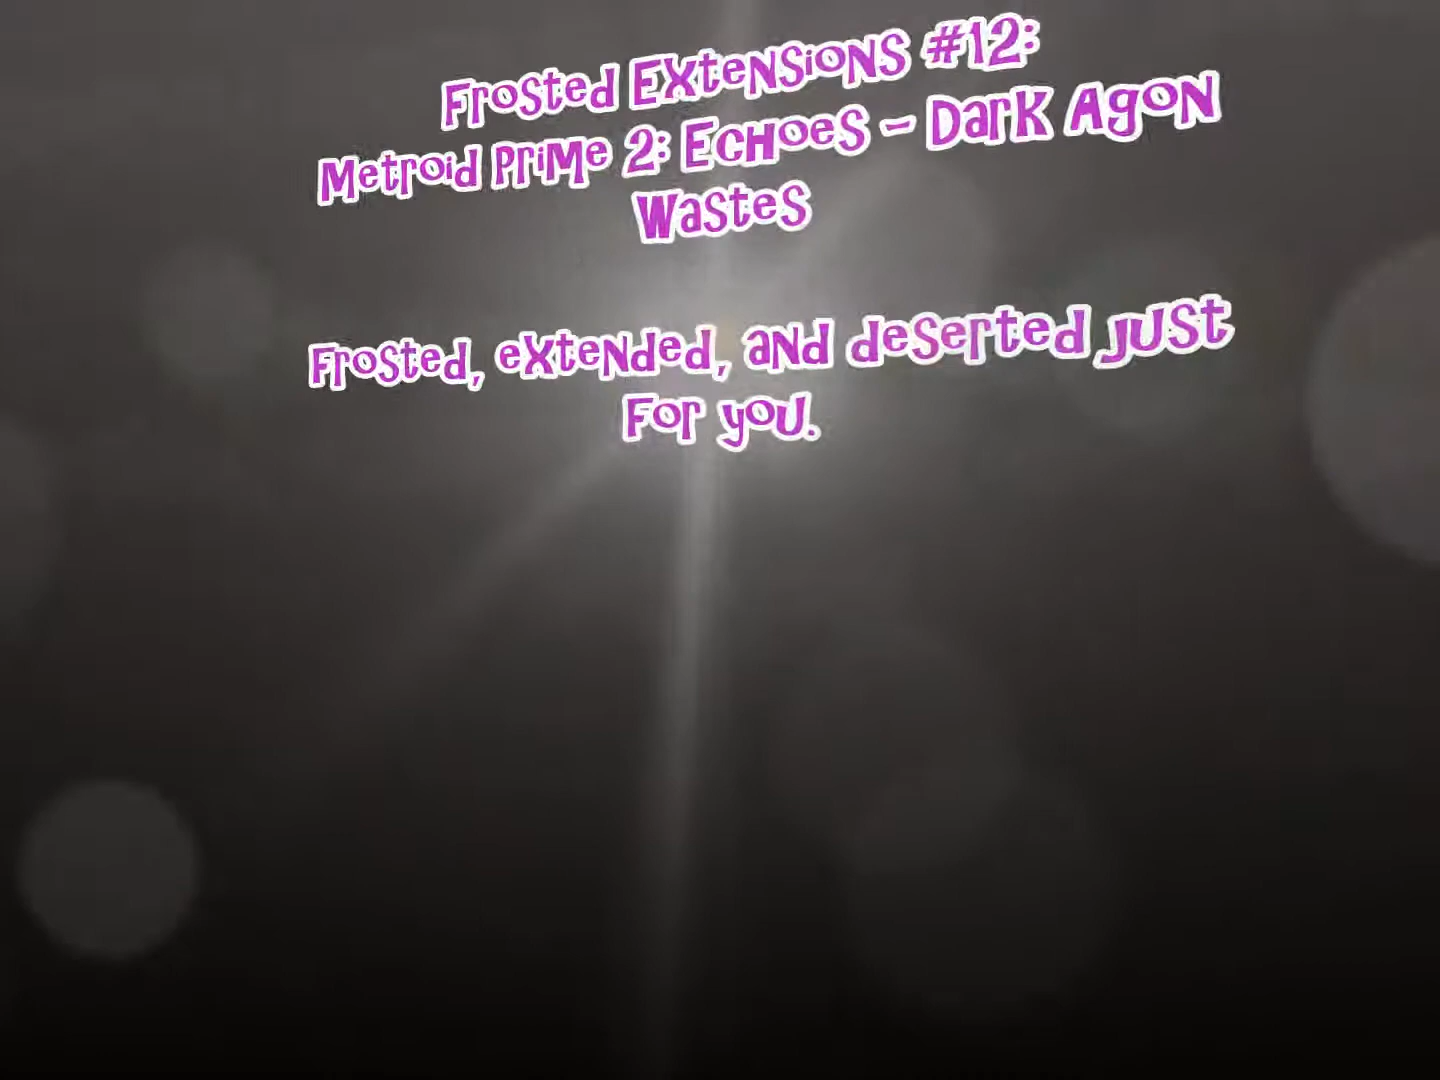 Frosted Extensions #12:
Metroid Prime 2: Echoes - Dark Agon
Wastes
Frosted, extended, and deserted just
for you.